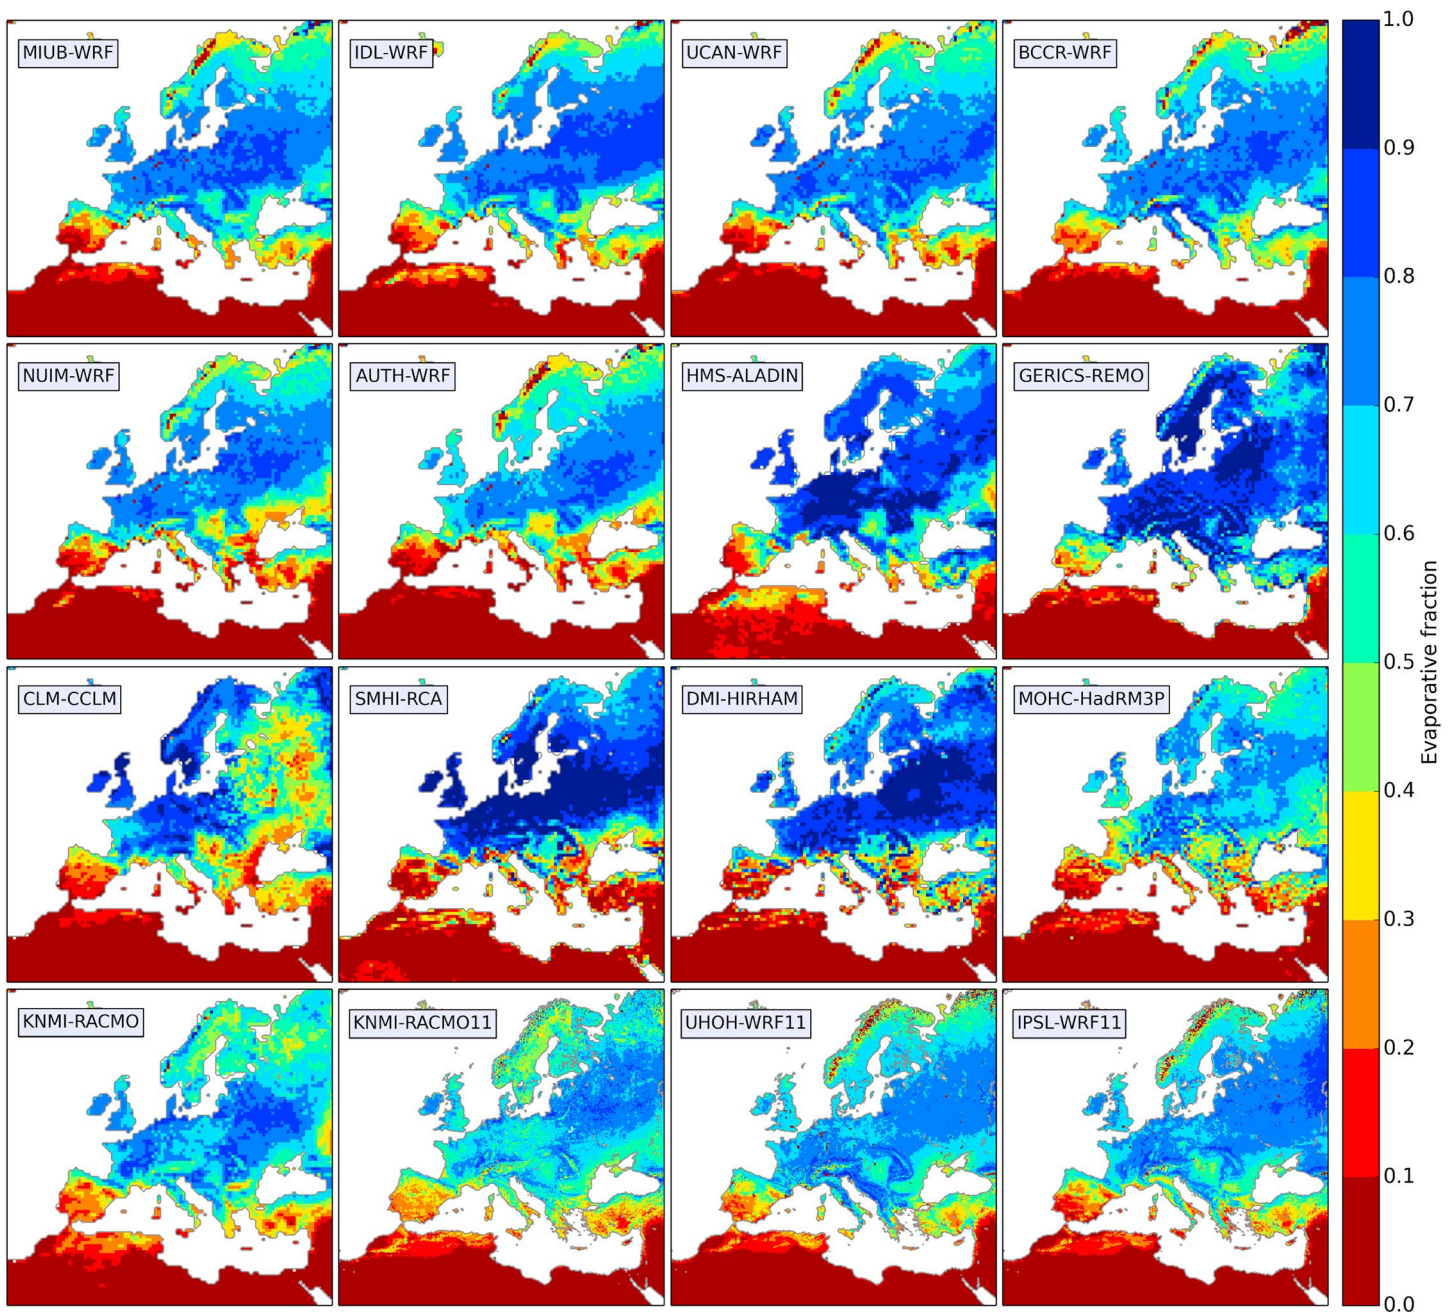 MIUB-WRF
IDL-WRF
UCAN-WRF
BCCR-WRF
NUIM-WRF
AUTH-WRF
HMS-ALADIN
GERICS-REMO
CLM-CCLM
SMHI-RCA
DMI-HIRHAM
MOHC-HadRM3P
KNMI-RACMO
KNMI-RACMO11
UHOH-WRF11
IPSL-WRF11
1.0
0.9
0.8
0.7
0.6
0.5
0.4
0.3
0.2
0.1
0.0
Evaporative fraction